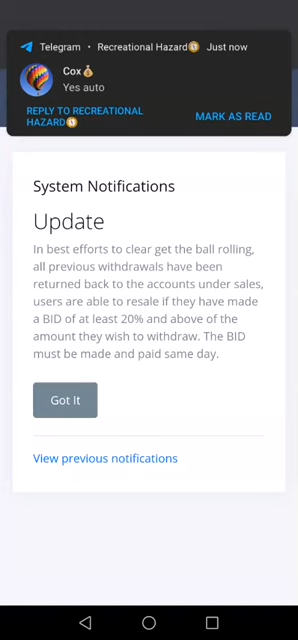 Telegram • Recreational Hazard Just now
Cox💰
Yes auto
REPLY TO RECREATIONAL
HAZARD
MARK AS READ
System Notifications
Update
In best efforts to clear get the ball rolling,
all previous withdrawals have been
returned back to the accounts under sales,
users are able to resale if they have made
a BID of at least 20% and above of the
amount they wish to withdraw. The BID
must be made and paid same day.
Got It
View previous notifications